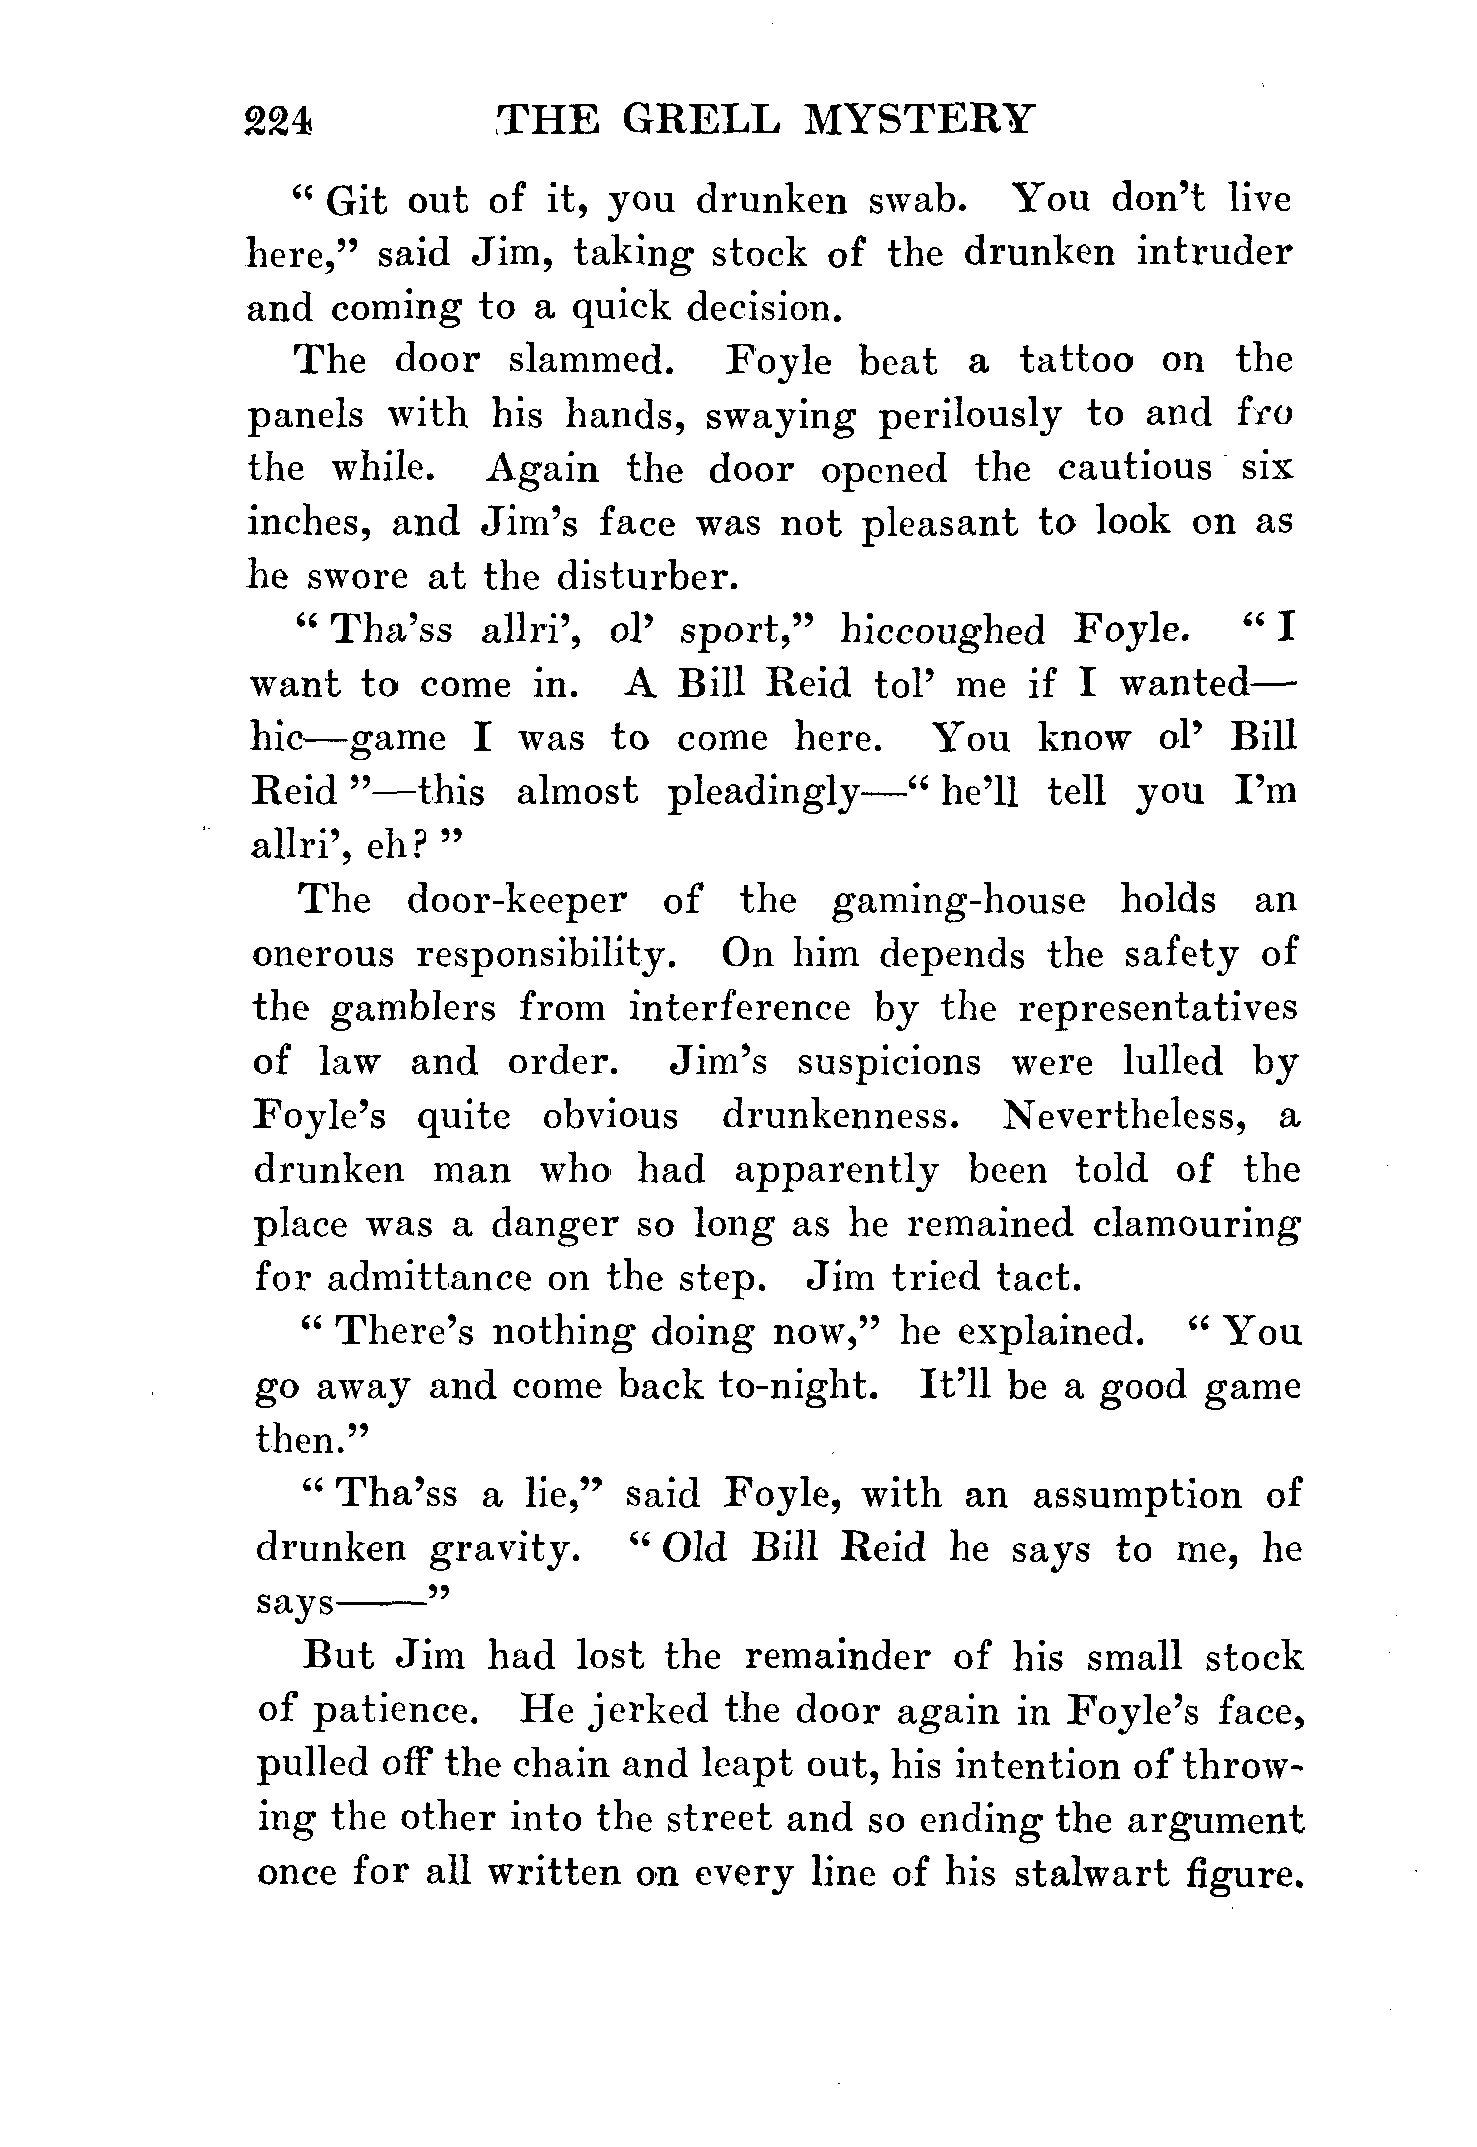 224 THE GRELL MYSTERY
“ Git out of it, you drunken swab. You don’t live
here,” said Jim, taking stock of the drunken intruder
and coming to a quick decision.
The door slammed. Foyle beat a tattoo on the
panels with his hands, swaying perilously to and fro
the while. Again the door opened the cautious six
inches, and Jim’s face was not pleasant to look on as
he swore at the disturber.
“ Tha’ss allri’, ol’ sport,” hiccoughed Foyle. “ I
want to come in. A Bill Reid tol’ me if I wanted—
hic—game I was to come here. You know ol’ Bill
Reid ”—this almost pleadingly—“ he’ll tell you I’m
allri’, eh? ”
The door-keeper of the gaming-house holds an
onerous responsibility. On him depends the safety of
the gamblers from interference by the representatives
of law and order. Jim’s suspicions were lulled by
Foyle’s quite obvious drunkenness. Nevertheless, a
drunken man who had apparently been told of the
place was a danger so long as he remained clamouring
for admittance on the step. Jim tried tact.
“ There’s nothing doing now,” he explained. “ You
go away and come back to-night. It’ll be a good game
then.”
“ Tha’ss a lie,” said Foyle, with an assumption of
drunken gravity. “ Old Bill Reid he says to me, he
says——”
But Jim had lost the remainder of his small stock
of patience. He jerked the door again in Foyle’s face,
pulled off the chain and leapt out, his intention of throw-
ing the other into the street and so ending the argument
once for all written on every line of his stalwart figure.